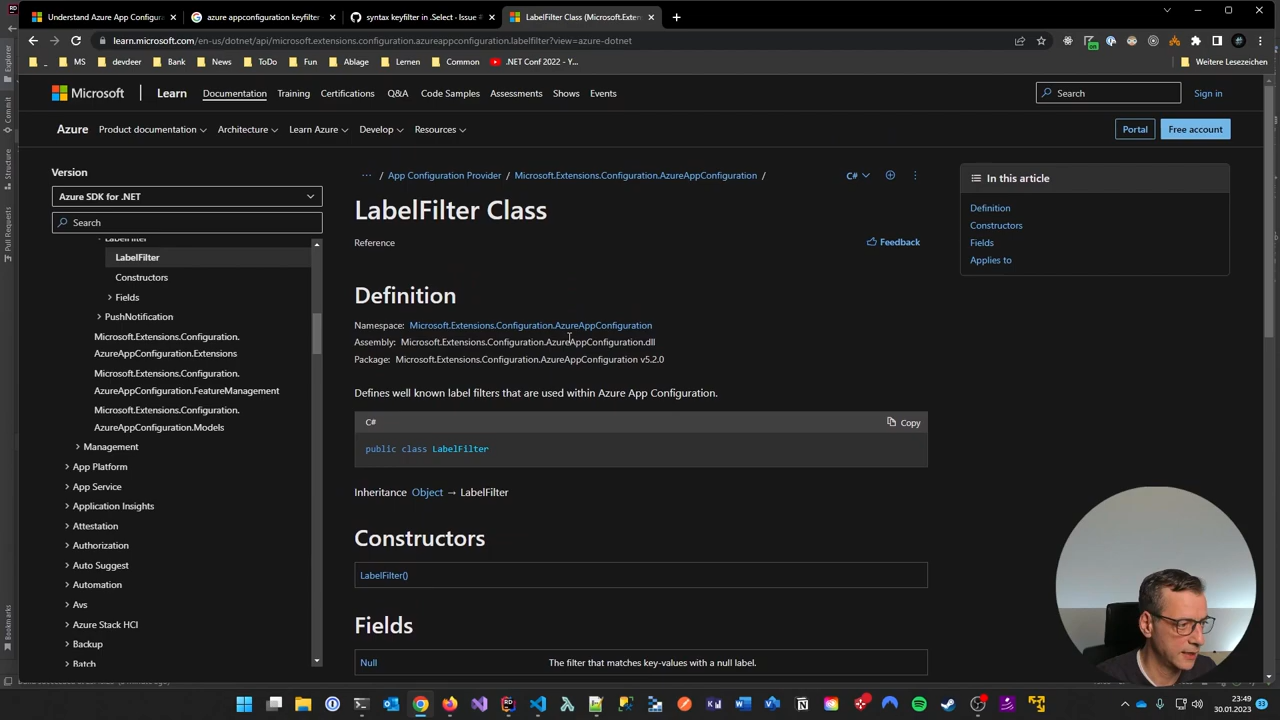 Understand Azure App Configura
azure appconfiguration keyfilter
syntax keyfilter in .Select · Issue
LabelFilter Class (Microsoft.Exten
learn.microsoft.com/en-us/dotnet/api/microsoft.extensions.configuration.azureappconfiguration.labelfilter?view=azure-dotnet
_ MS devdeer Bank News ToDo Fun Ablage Lernen Common .NET Conf 2022 - Y... Weitere Lesezeichen
Microsoft Learn Documentation Training Certifications Q&A Code Samples Assessments Shows Events Search Sign in
Azure Product documentation Architecture Learn Azure Develop Resources Portal Free account
Explorer
Commit
Structure
Pull Requests
Bookmarks
Version
Azure SDK for .NET
Search
LabelFilter
LabelFilter
Constructors
Fields
PushNotification
Microsoft.Extensions.Configuration.
AzureAppConfiguration.Extensions
Microsoft.Extensions.Configuration.
AzureAppConfiguration.FeatureManagement
Microsoft.Extensions.Configuration.
AzureAppConfiguration.Models
Management
App Platform
App Service
Application Insights
Attestation
Authorization
Auto Suggest
Automation
Avs
Azure Stack HCI
Backup
Batch
... / App Configuration Provider / Microsoft.Extensions.Configuration.AzureAppConfiguration /
C#
LabelFilter Class
Reference
Feedback
Definition
Namespace: Microsoft.Extensions.Configuration.AzureAppConfiguration
Assembly: Microsoft.Extensions.Configuration.AzureAppConfiguration.dll
Package: Microsoft.Extensions.Configuration.AzureAppConfiguration v5.2.0
Defines well known label filters that are used within Azure App Configuration.
C# Copy
public class LabelFilter
Inheritance Object → LabelFilter
Constructors
LabelFilter()
Fields
Null The filter that matches key-values with a null label.
In this article
Definition
Constructors
Fields
Applies to
23:49
30.01.2023